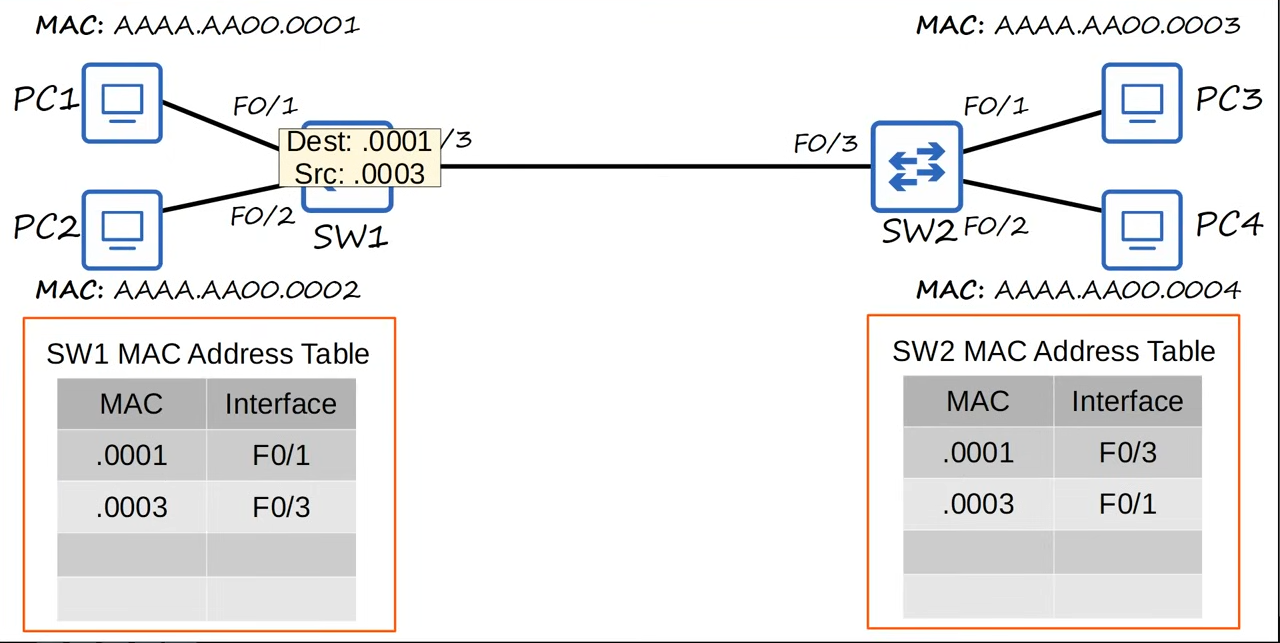 MAC: AAAA.AA00.0001
MAC: AAAA.AA00.0003
PC1
F0/1
Dest: .0001
Src: .0003
/3
F0/3
F0/1
PC3
PC2
F0/2
SW1
SW2
F0/2
PC4
MAC: AAAA.AA00.0002
MAC: AAAA.AA00.0004
SW1 MAC Address Table
MAC Interface
.0001 F0/1
.0003 F0/3
SW2 MAC Address Table
MAC Interface
.0001 F0/3
.0003 F0/1